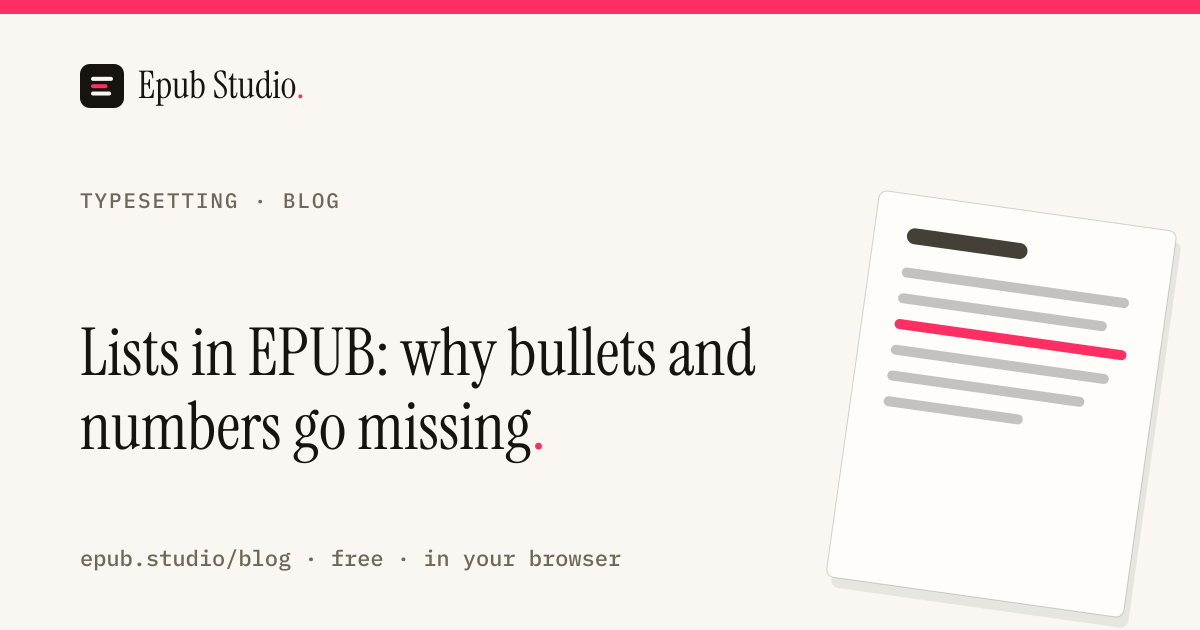 Epub Studio.
TYPESETTING · BLOG
Lists in EPUB: why bullets and
numbers go missing.
epub.studio/blog · free · in your browser